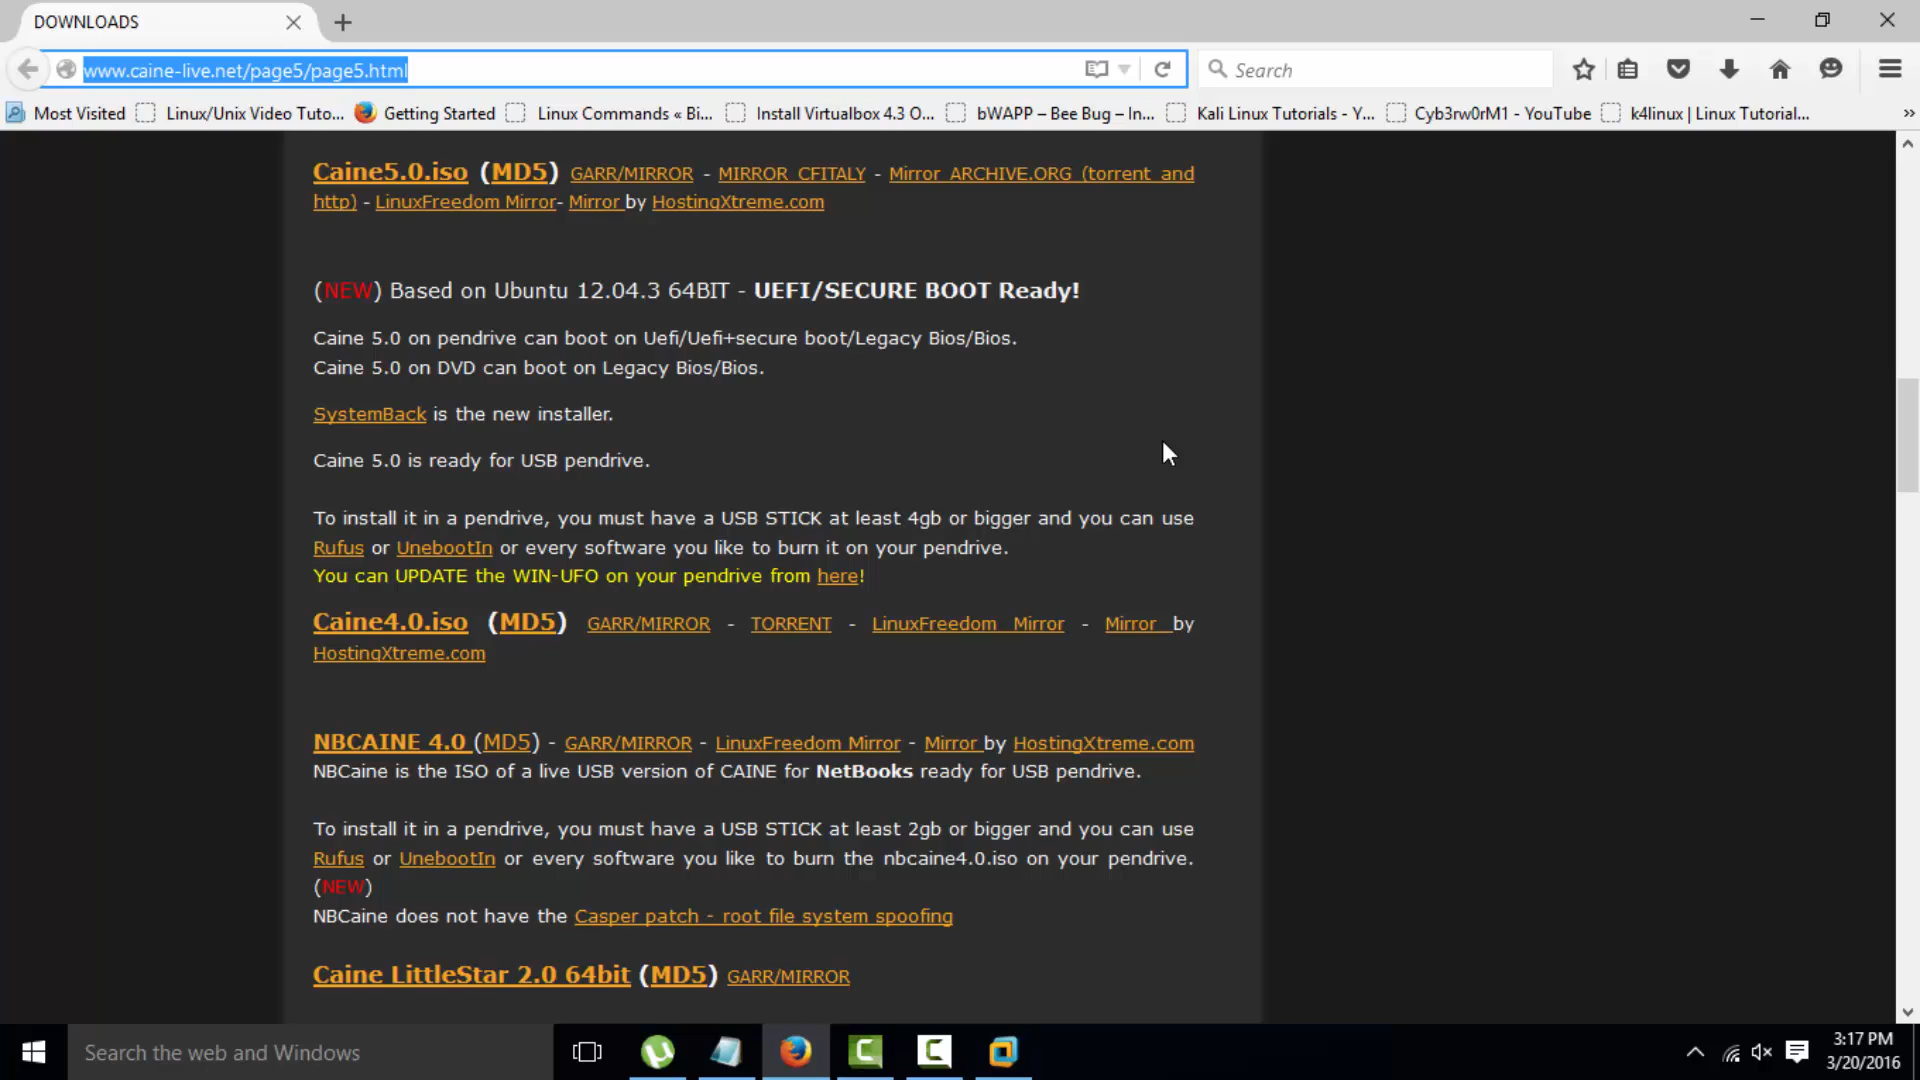 DOWNLOADS
www.caine-live.net/page5/page5.html
Search
Most Visited
Linux/Unix Video Tuto...
Getting Started
Linux Commands « Bi...
Install Virtualbox 4.3 O...
bWAPP – Bee Bug – In...
Kali Linux Tutorials - Y...
Cyb3rw0rM1 - YouTube
k4linux | Linux Tutorial...
Caine5.0.iso (MD5) GARR/MIRROR - MIRROR CFITALY - Mirror ARCHIVE.ORG (torrent and
http) - LinuxFreedom Mirror- Mirror by HostingXtreme.com
(NEW) Based on Ubuntu 12.04.3 64BIT - UEFI/SECURE BOOT Ready!
Caine 5.0 on pendrive can boot on Uefi/Uefi+secure boot/Legacy Bios/Bios.
Caine 5.0 on DVD can boot on Legacy Bios/Bios.
SystemBack is the new installer.
Caine 5.0 is ready for USB pendrive.
To install it in a pendrive, you must have a USB STICK at least 4gb or bigger and you can use
Rufus or UnebootIn or every software you like to burn it on your pendrive.
You can UPDATE the WIN-UFO on your pendrive from here!
Caine4.0.iso (MD5) GARR/MIRROR - TORRENT - LinuxFreedom Mirror - Mirror by
HostingXtreme.com
NBCAINE 4.0 (MD5) - GARR/MIRROR - LinuxFreedom Mirror - Mirror by HostingXtreme.com
NBCaine is the ISO of a live USB version of CAINE for NetBooks ready for USB pendrive.
To install it in a pendrive, you must have a USB STICK at least 2gb or bigger and you can use
Rufus or UnebootIn or every software you like to burn the nbcaine4.0.iso on your pendrive.
(NEW)
NBCaine does not have the Casper patch - root file system spoofing
Caine LittleStar 2.0 64bit (MD5) GARR/MIRROR
Search the web and Windows
3:17 PM
3/20/2016